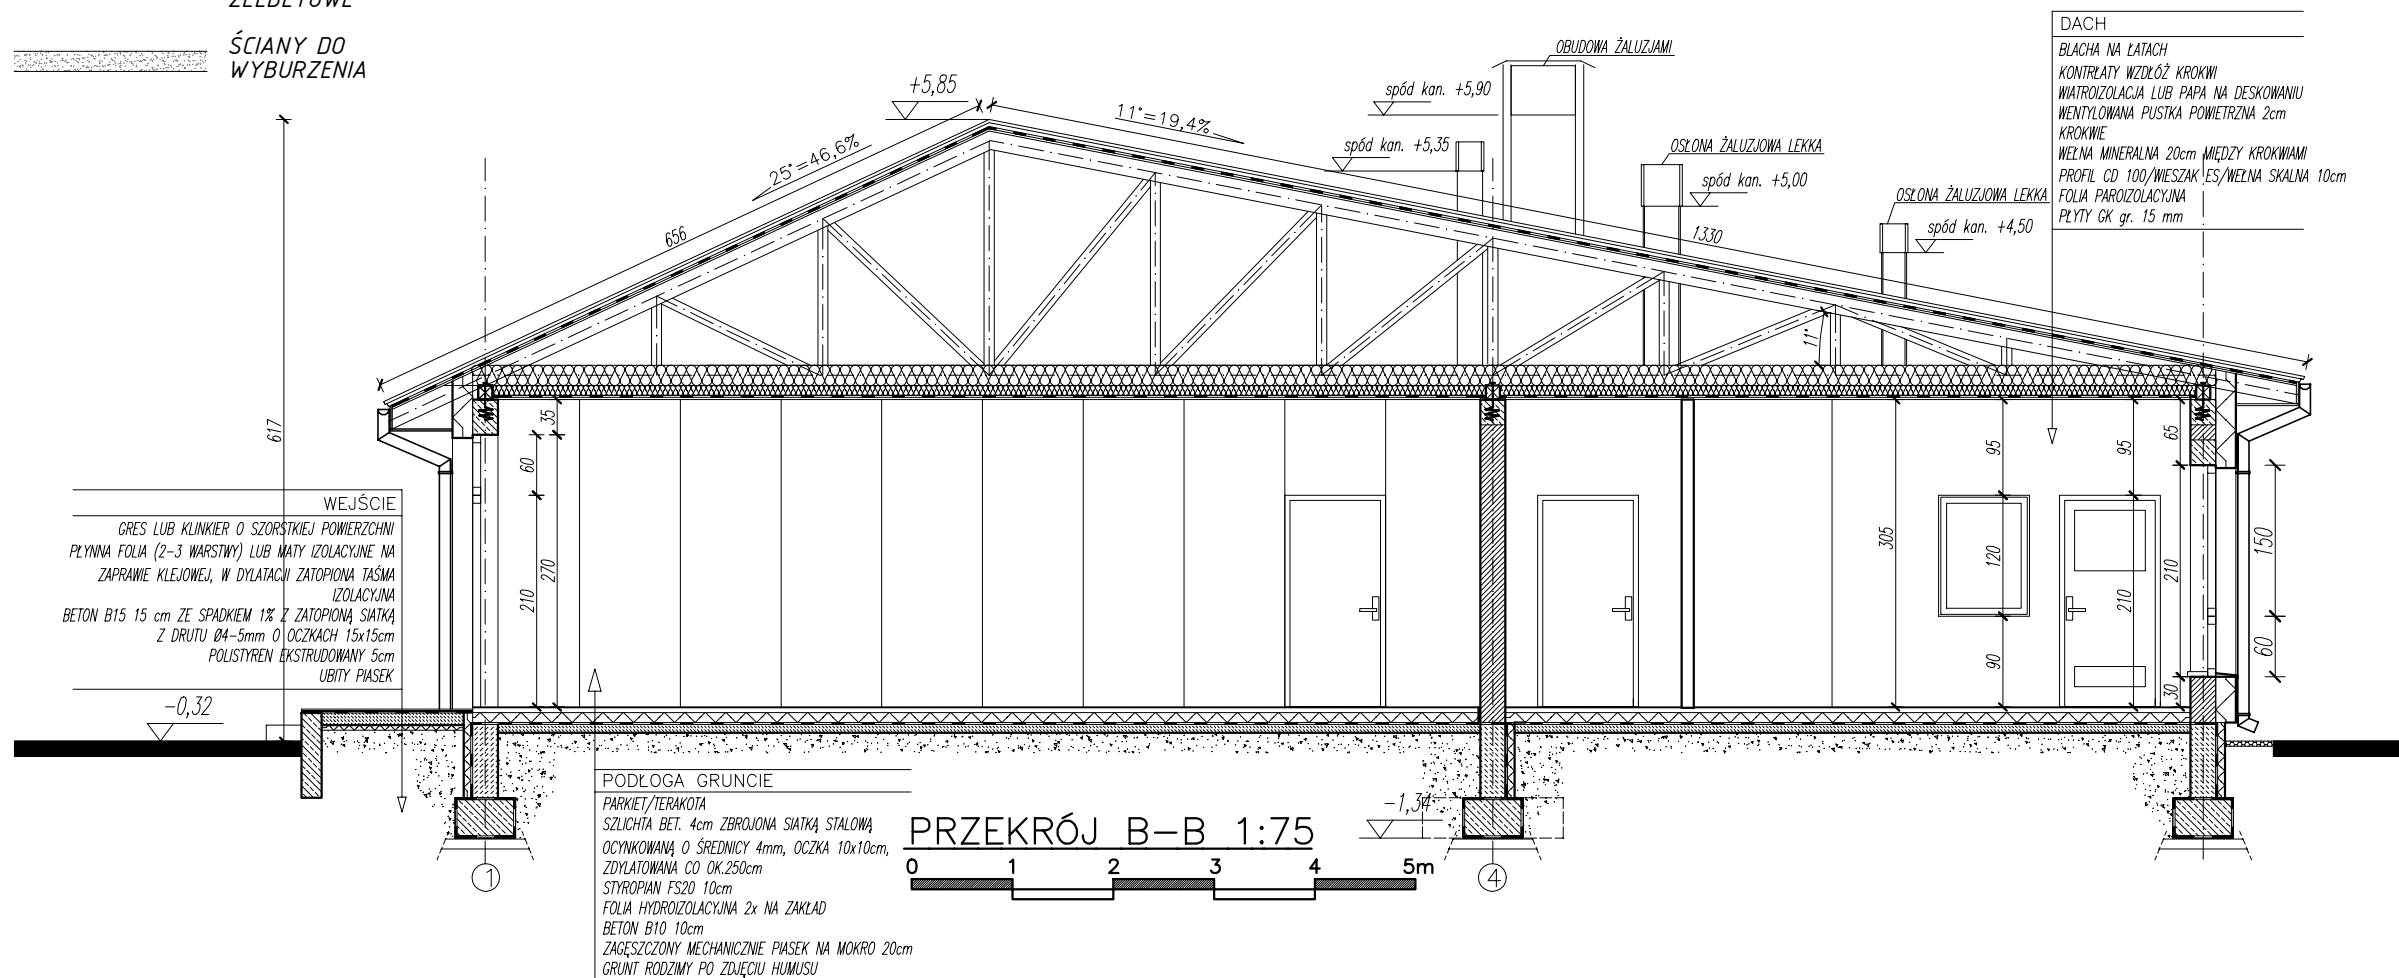 ŻELBETOWE
ŚCIANY DO
WYBURZENIA
+5,85
25°=46,6%
11°=19,4%
656
1330
617
OBUDOWA ŻALUZJAMI
spód kan. +5,90
spód kan. +5,35
OSŁONA ŻALUZJOWA LEKKA
spód kan. +5,00
OSŁONA ŻALUZJOWA LEKKA
spód kan. +4,50
11°
DACH
BLACHA NA ŁATACH
KONTRŁATY WZDŁÓŻ KROKWI
WIATROIZOLACJA LUB PAPA NA DESKOWANIU
WENTYLOWANA PUSTKA POWIETRZNA 2cm
KROKWIE
WEŁNA MINERALNA 20cm MIĘDZY KROKWIAMI
PROFIL CD 100/WIESZAK ES/WEŁNA SKALNA 10cm
FOLIA PAROIZOLACYJNA
PŁYTY GK gr. 15 mm
WEJŚCIE
GRES LUB KLINKIER O SZORSTKIEJ POWIERZCHNI
PŁYNNA FOLIA (2-3 WARSTWY) LUB MATY IZOLACYJNE NA
ZAPRAWIE KLEJOWEJ, W DYLATACJI ZATOPIONA TAŚMA
IZOLACYJNA
BETON B15 15 cm ZE SPADKIEM 1% Z ZATOPIONĄ SIATKĄ
Z DRUTU Ø4-5mm O OCZKACH 15x15cm
POLISTYREN EKSTRUDOWANY 5cm
UBITY PIASEK
-0,32
35
60
270
210
305
95
120
90
95
210
65
210
30
150
60
PODŁOGA GRUNCIE
PARKIET/TERAKOTA
SZLICHTA BET. 4cm ZBROJONA SIATKĄ STALOWĄ
OCYNKOWANĄ O ŚREDNICY 4mm, OCZKA 10x10cm,
ZDYLATOWANA CO OK.250cm
STYROPIAN FS20 10cm
FOLIA HYDROIZOLACYJNA 2x NA ZAKŁAD
BETON B10 10cm
ZAGĘSZCZONY MECHANICZNIE PIASEK NA MOKRO 20cm
GRUNT RODZIMY PO ZDJĘCIU HUMUSU
-1,34
PRZEKRÓJ B-B 1:75
0 1 2 3 4 5m
1
4